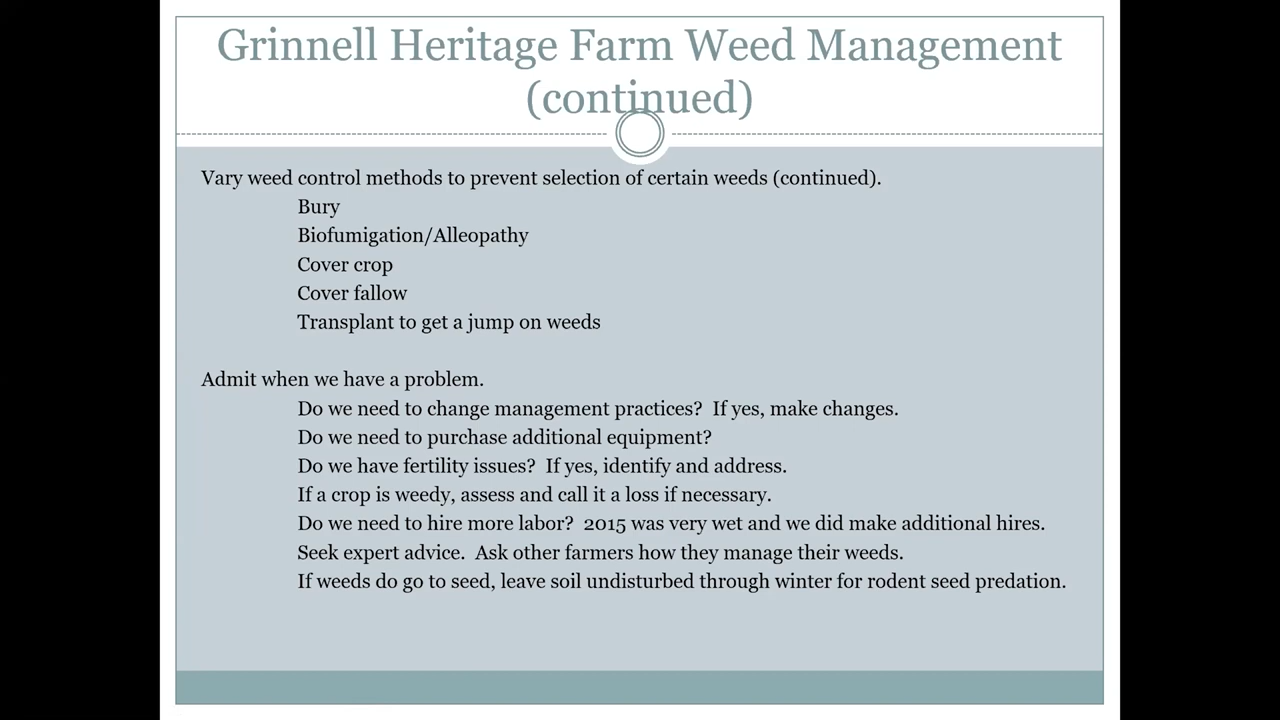 Grinnell Heritage Farm Weed Management
(continued)
Vary weed control methods to prevent selection of certain weeds (continued).
Bury
Biofumigation/Alleopathy
Cover crop
Cover fallow
Transplant to get a jump on weeds
Admit when we have a problem.
Do we need to change management practices?  If yes, make changes.
Do we need to purchase additional equipment?
Do we have fertility issues?  If yes, identify and address.
If a crop is weedy, assess and call it a loss if necessary.
Do we need to hire more labor?  2015 was very wet and we did make additional hires.
Seek expert advice.  Ask other farmers how they manage their weeds.
If weeds do go to seed, leave soil undisturbed through winter for rodent seed predation.